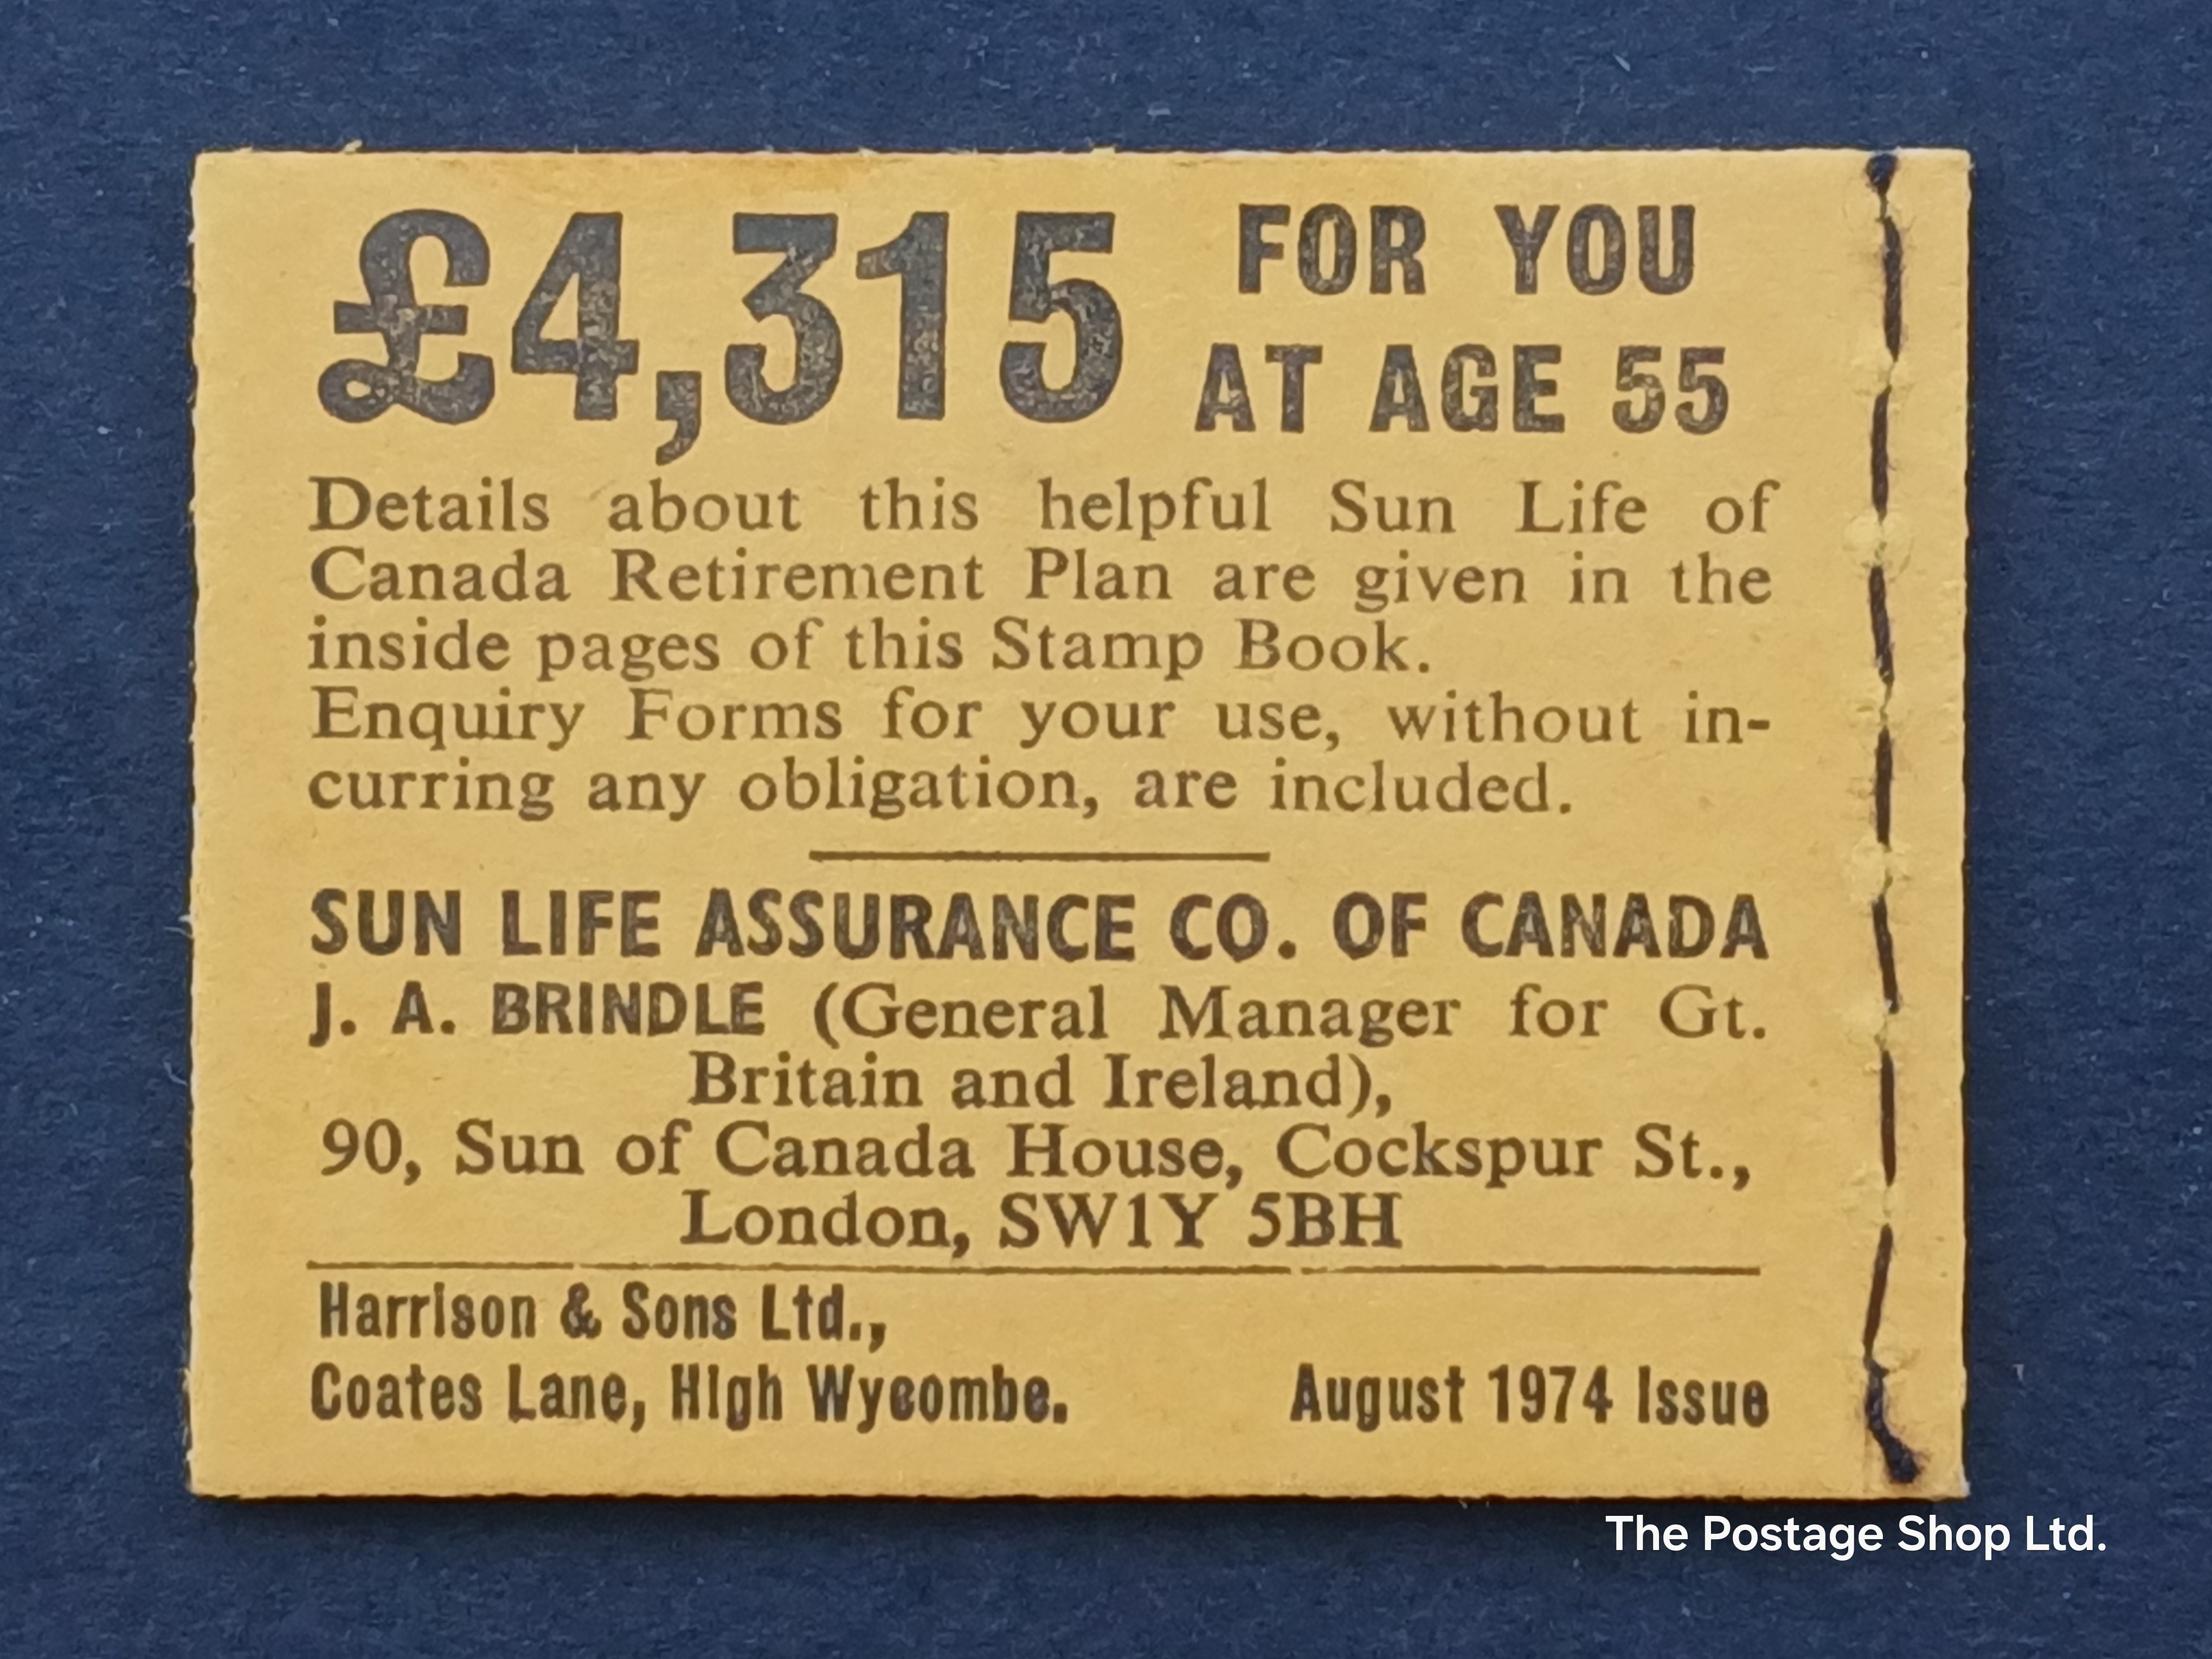 £4,315 FOR YOU
AT AGE 55
Details about this helpful Sun Life of
Canada Retirement Plan are given in the
inside pages of this Stamp Book.
Enquiry Forms for your use, without in-
curring any obligation, are included.
SUN LIFE ASSURANCE CO. OF CANADA
J. A. BRINDLE (General Manager for Gt.
Britain and Ireland),
90, Sun of Canada House, Cockspur St.,
London, SW1Y 5BH
Harrison & Sons Ltd.,
Coates Lane, High Wycombe. August 1974 Issue
The Postage Shop Ltd.